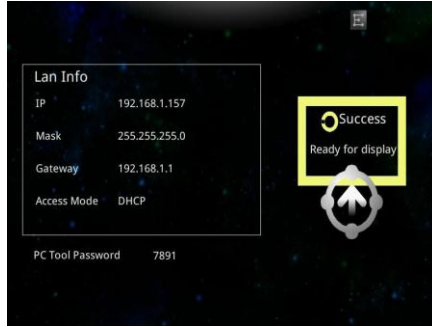 Lan Info
IP 192.168.1.157
Mask 255.255.255.0
Gateway 192.168.1.1
Access Mode DHCP
PC Tool Password 7891
Success
Ready for display